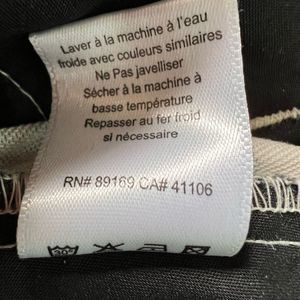 Laver à la machine à l'eau
froide avec couleurs similaires
Ne Pas javelliser
Sécher à la machine à
basse température
Repasser au fer froid
si nécessaire
RN# 89169 CA# 41106
30°